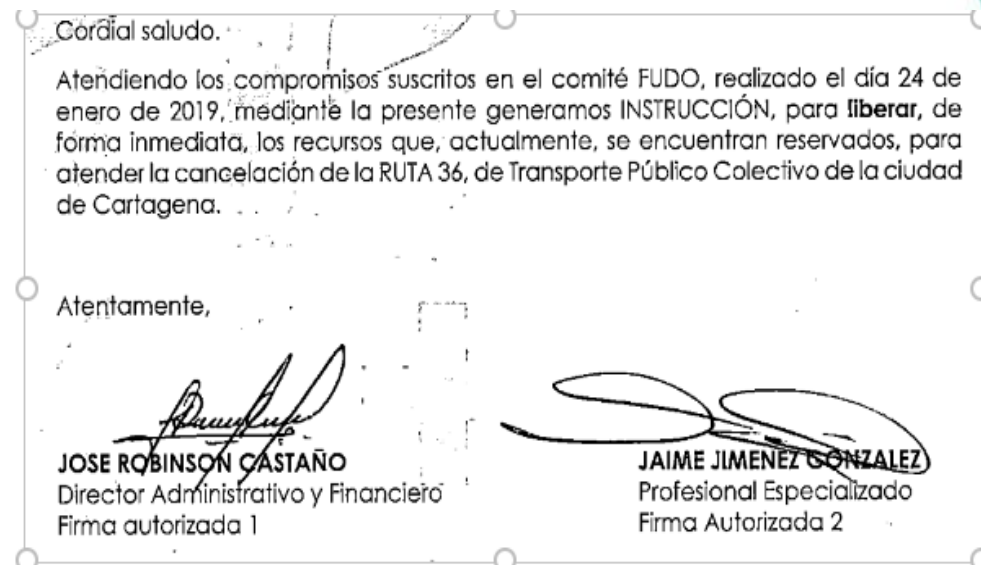 Cordial saludo.
Atendiendo los compromisos suscritos en el comité FUDO, realizado el día 24 de
enero de 2019, mediante la presente generamos INSTRUCCIÓN, para liberar, de
forma inmediata, los recursos que, actualmente, se encuentran reservados, para
atender la cancelación de la RUTA 36, de Transporte Público Colectivo de la ciudad
de Cartagena.
Atentamente,
JOSE ROBINSON CASTAÑO
Director Administrativo y Financiero
Firma autorizada 1
JAIME JIMENEZ GONZALEZ
Profesional Especializado
Firma Autorizada 2